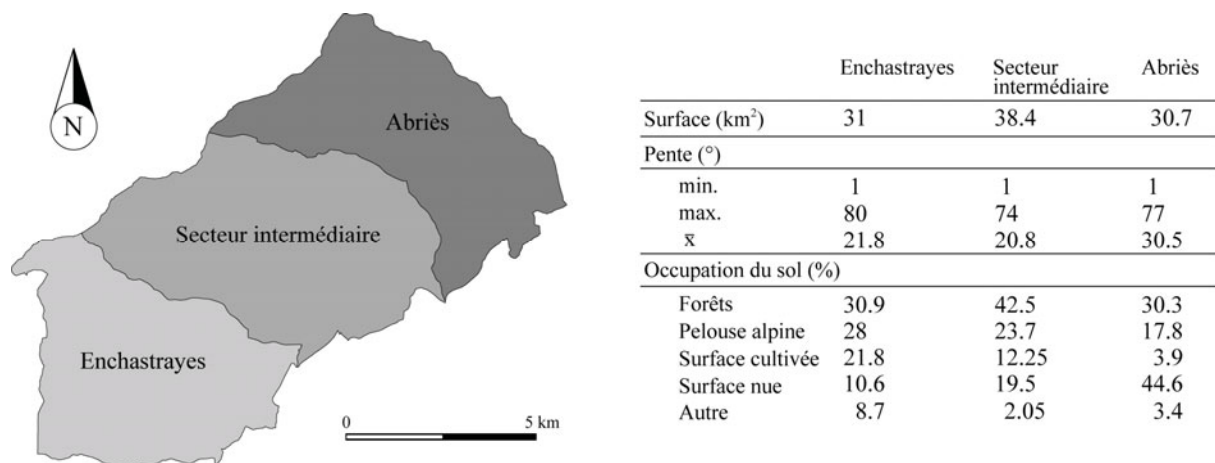 N
Abriès
Secteur intermédiaire
Enchastrayes
0 5 km
Enchastrayes Secteur intermédiaire Abriès
Surface (km²) 31 38.4 30.7
Pente (°)
min. 1 1 1
max. 80 74 77
x̄ 21.8 20.8 30.5
Occupation du sol (%)
Forêts 30.9 42.5 30.3
Pelouse alpine 28 23.7 17.8
Surface cultivée 21.8 12.25 3.9
Surface nue 10.6 19.5 44.6
Autre 8.7 2.05 3.4